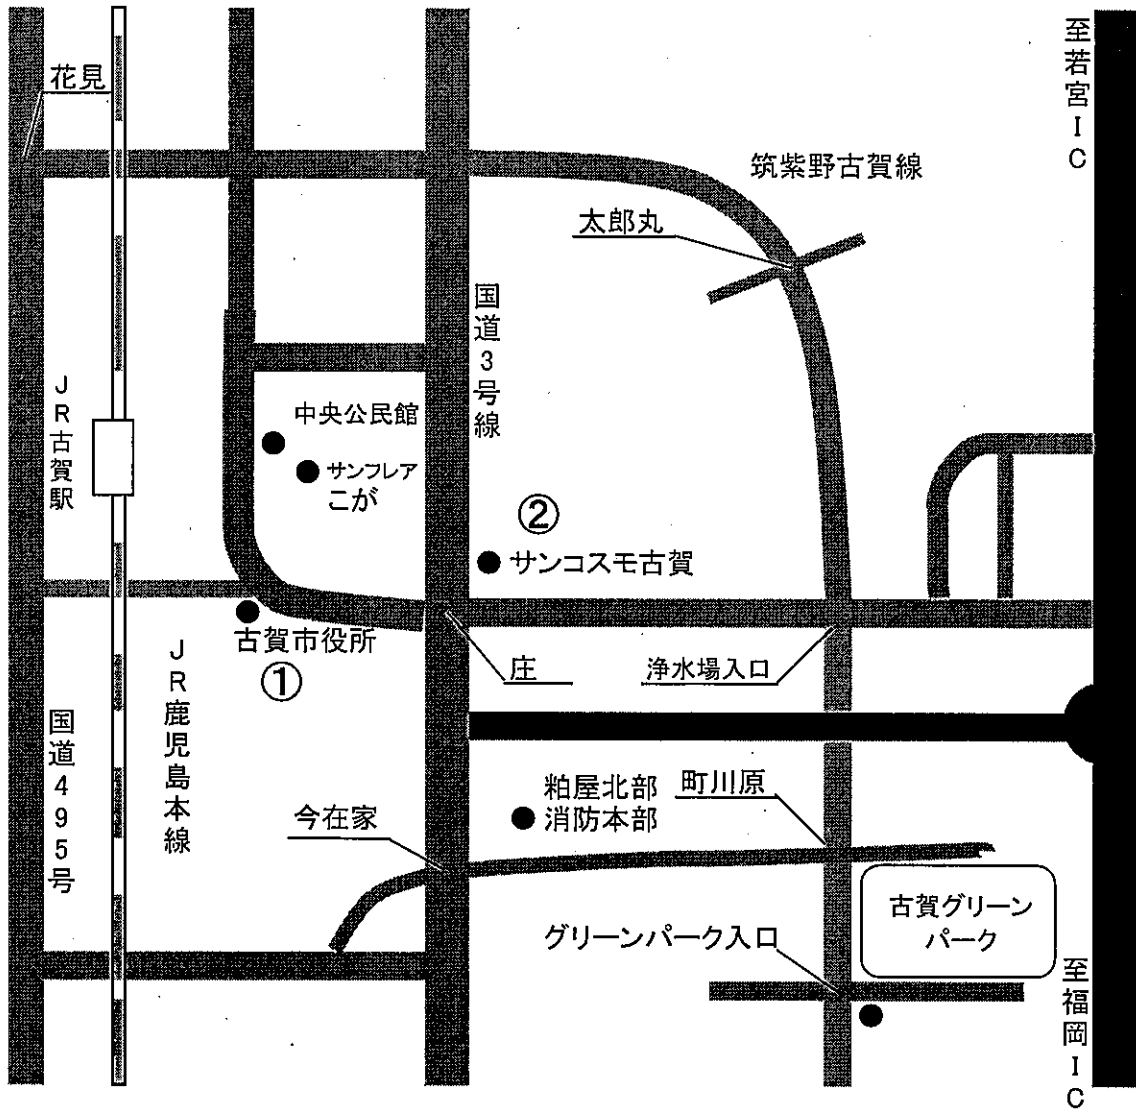 花見
至若宮IC
筑紫野古賀線
太郎丸
国道3号線
JR古賀駅
中央公民館
サンフレア
こが
②
サンコスモ古賀
古賀市役所
①
庄
浄水場入口
JR鹿児島本線
国道495号
粕屋北部
消防本部
町川原
今在家
古賀グリーン
パーク
グリーンパーク入口
至福岡IC